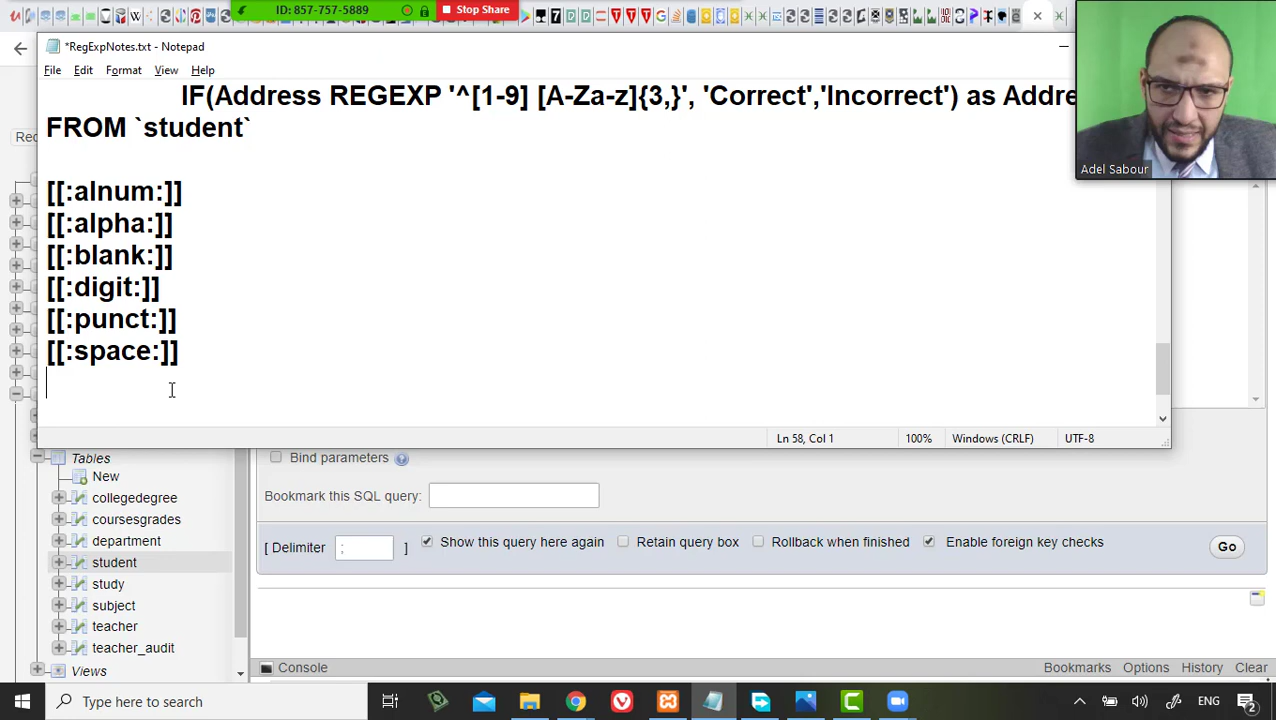 ID: 857-757-5889
Stop Share
*RegExpNotes.txt - Notepad
File Edit Format View Help
IF(Address REGEXP '^[1-9] [A-Za-z]{3,}', 'Correct','Incorrect') as Addre
FROM `student`
[[:alnum:]]
[[:alpha:]]
[[:blank:]]
[[:digit:]]
[[:punct:]]
[[:space:]]
Ln 58, Col 1 100% Windows (CRLF) UTF-8
Adel Sabour
Rec
Tables
New
collegedegree
coursesgrades
department
student
study
subject
teacher
teacher_audit
Views
Bind parameters
Bookmark this SQL query:
[ Delimiter ; ] Show this query here again Retain query box Rollback when finished Enable foreign key checks Go
Console Bookmarks Options History Clear
Type here to search
ENG
2